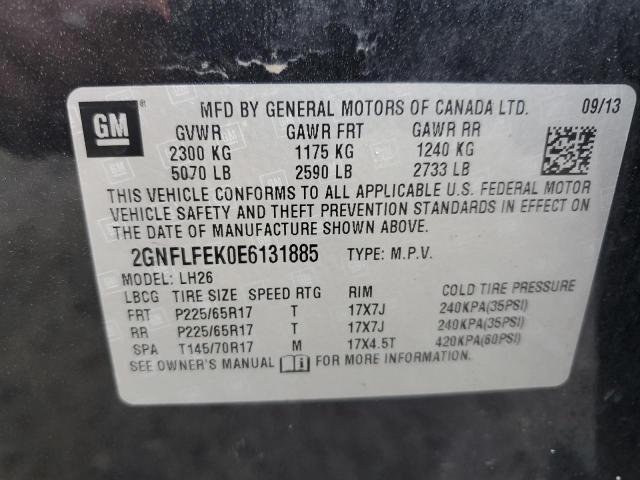 GM ®
MFD BY GENERAL MOTORS OF CANADA LTD. 09/13
GVWR GAWR FRT GAWR RR
2300 KG 1175 KG 1240 KG
5070 LB 2590 LB 2733 LB
THIS VEHICLE CONFORMS TO ALL APPLICABLE U.S. FEDERAL MOTOR
VEHICLE SAFETY AND THEFT PREVENTION STANDARDS IN EFFECT ON
THE DATE OF MANUFACTURE SHOWN ABOVE.
2GNFLFEK0E6131885 TYPE: M.P.V.
MODEL: LH26
LBCG TIRE SIZE SPEED RTG RIM COLD TIRE PRESSURE
FRT P225/65R17 T 17X7J 240KPA(35PSI)
RR P225/65R17 T 17X7J 240KPA(35PSI)
SPA T145/70R17 M 17X4.5T 420KPA(60PSI)
SEE OWNER'S MANUAL i FOR MORE INFORMATION.